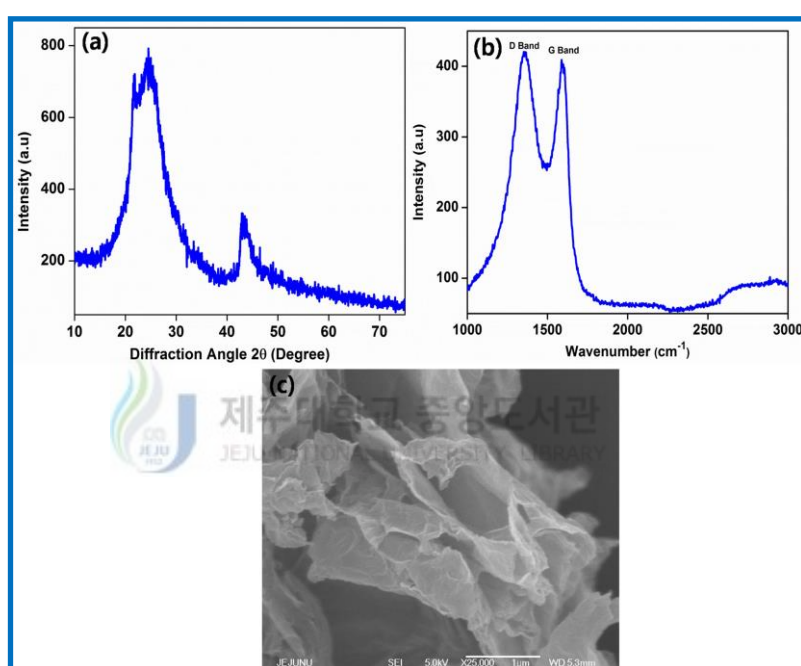 (a)
800
600
400
200
Intensity (a.u)
10 20 30 40 50 60 70
Diffraction Angle 2θ (Degree)
(b)
D Band G Band
400
300
200
100
Intensity (a.u)
1000 1500 2000 2500 3000
Wavenumber (cm⁻¹)
(c)
제주대학교 중앙도서관
JEJU NATIONAL UNIVERSITY LIBRARY
JEJU
1952
JEJUNU SEI 5.0kV X25,000 1µm WD 5.3mm